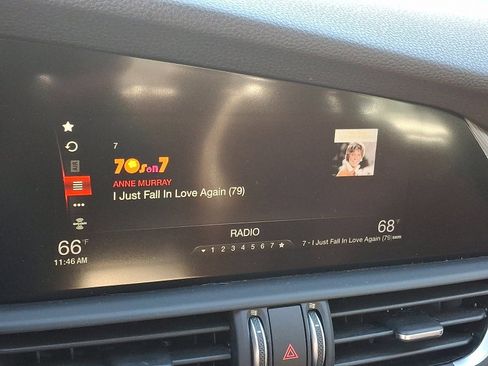 7
70s on 7
ANNE MURRAY
I Just Fall In Love Again (79)
66°F
11:46 AM
RADIO
1 2 3 4 5 6 7
68°F
7 - I Just Fall In Love Again (79) SXM